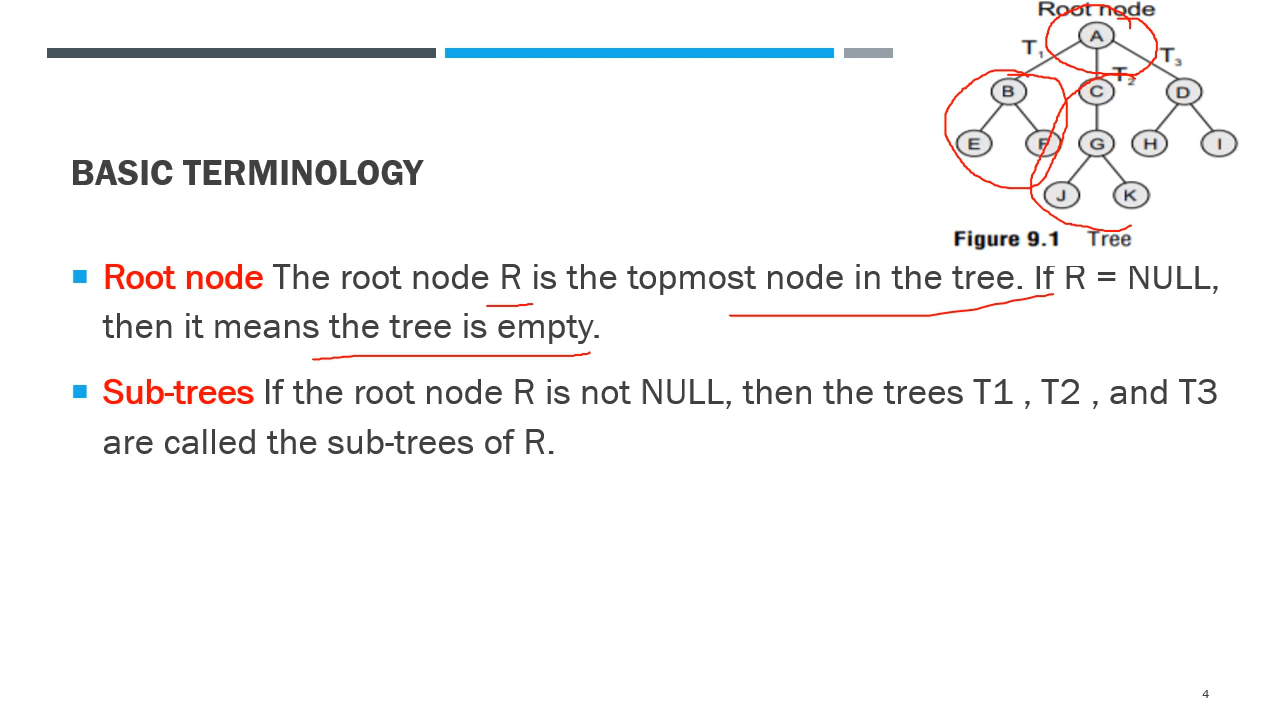 Root node
A
T1
T2
T3
B
C
D
E
F
G
H
I
J
K
Figure 9.1 Tree
BASIC TERMINOLOGY
Root node The root node R is the topmost node in the tree. If R = NULL,
then it means the tree is empty.
Sub-trees If the root node R is not NULL, then the trees T1 , T2 , and T3
are called the sub-trees of R.
4